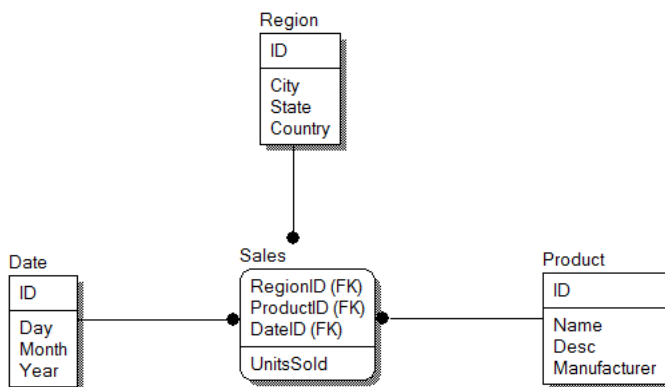 Region
ID
City
State
Country
Date
ID
Day
Month
Year
Sales
RegionID (FK)
ProductID (FK)
DateID (FK)
UnitsSold
Product
ID
Name
Desc
Manufacturer